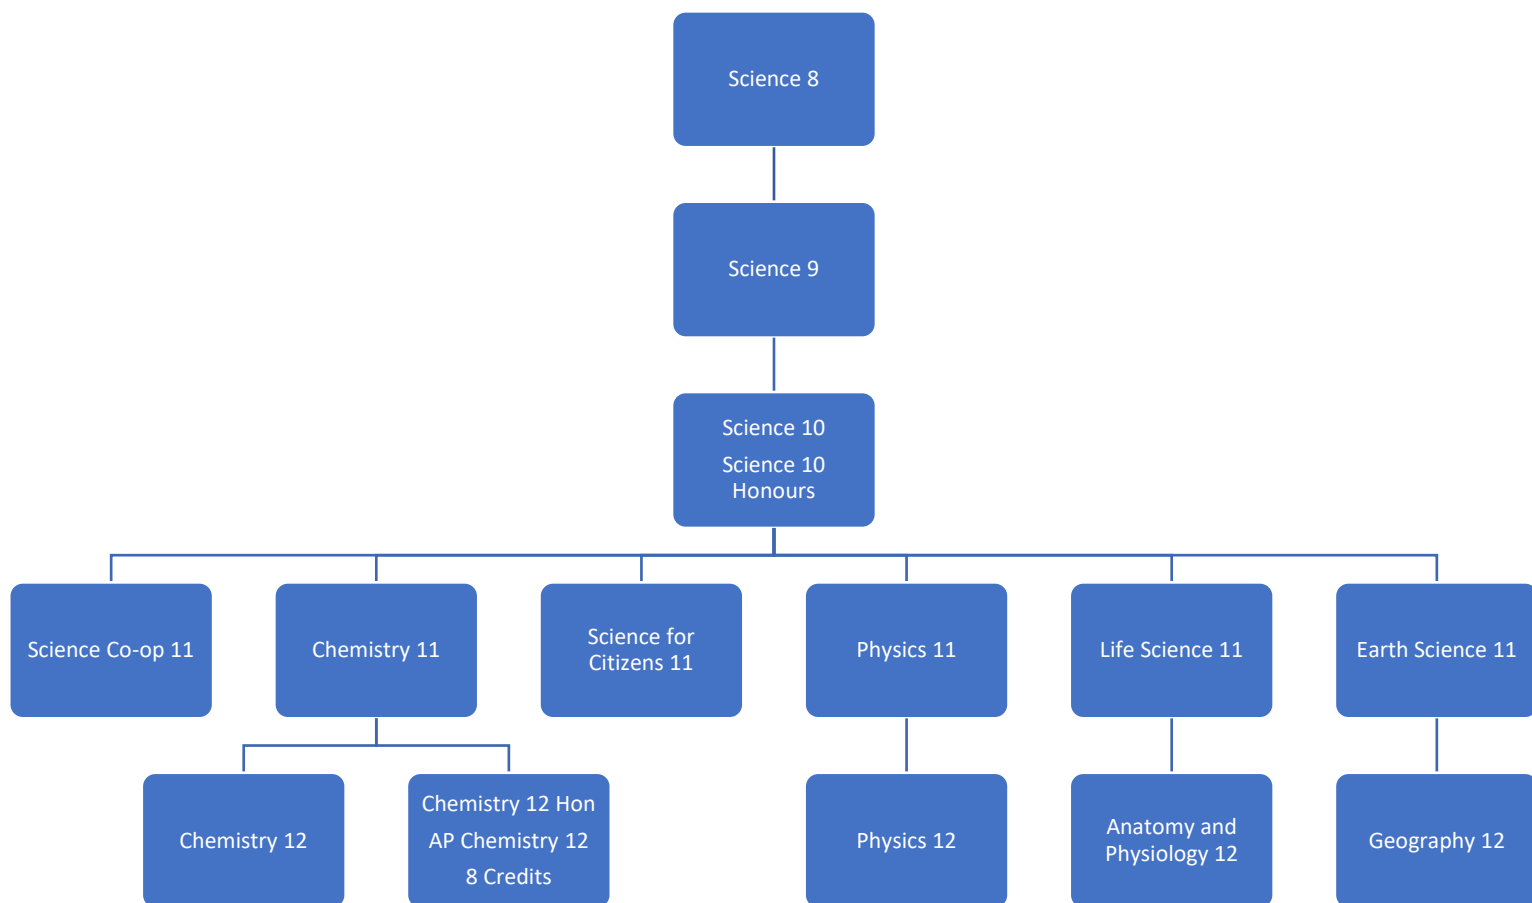 Science 8
Science 9
Science 10
Science 10
Honours
Science Co-op 11
Chemistry 11
Science for
Citizens 11
Physics 11
Life Science 11
Earth Science 11
Chemistry 12
Chemistry 12 Hon
AP Chemistry 12
8 Credits
Physics 12
Anatomy and
Physiology 12
Geography 12